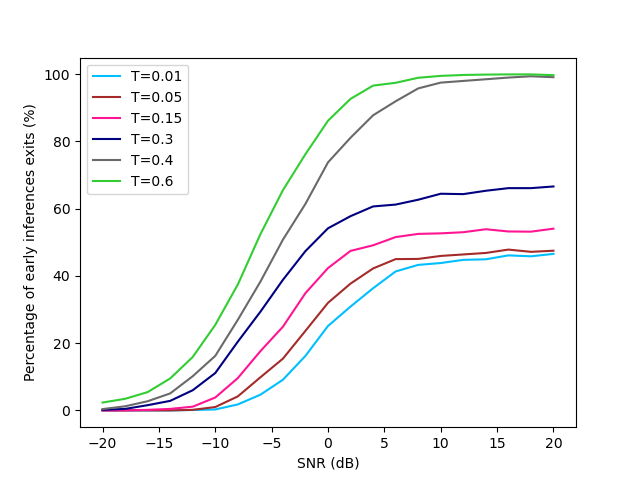 100
80
60
40
20
0
Percentage of early inferences exits (%)
T=0.01
T=0.05
T=0.15
T=0.3
T=0.4
T=0.6
−20 −15 −10 −5 0 5 10 15 20
SNR (dB)